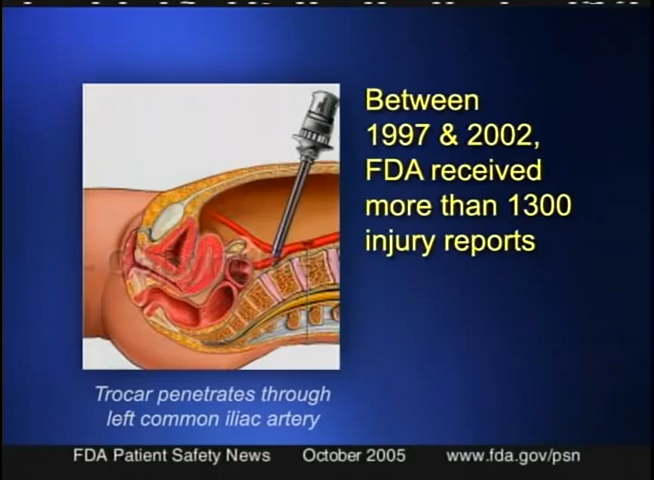 Between
1997 & 2002,
FDA received
more than 1300
injury reports
Trocar penetrates through
left common iliac artery
FDA Patient Safety News October 2005 www.fda.gov/psn